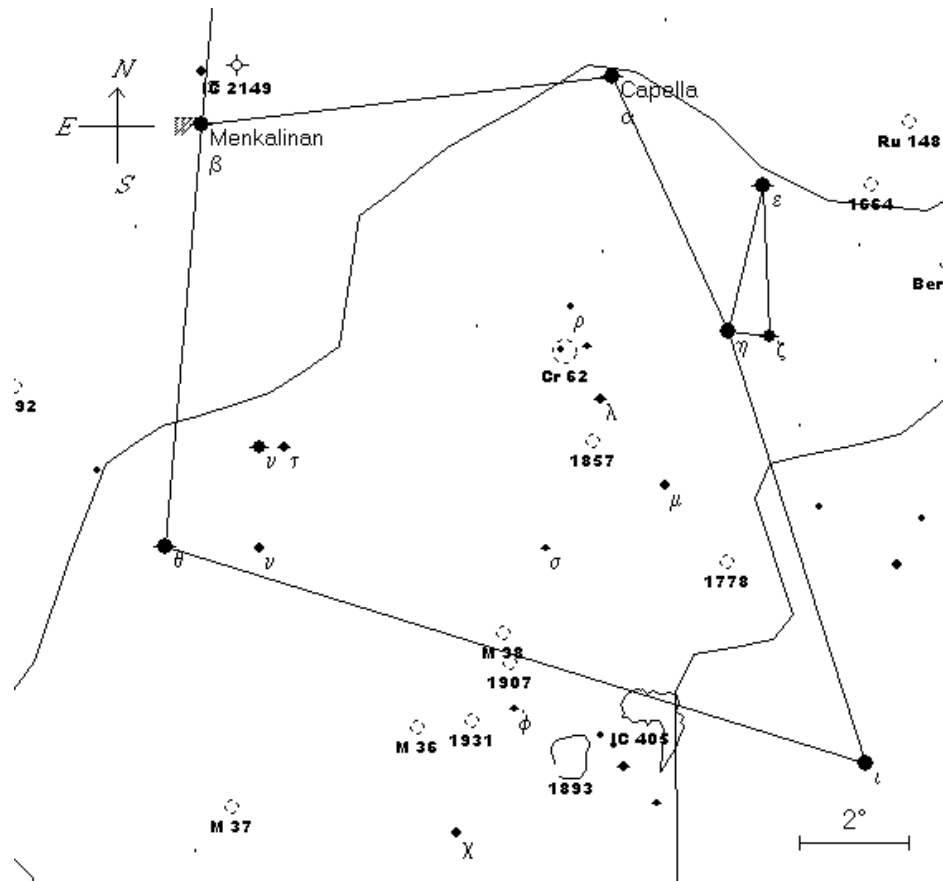 N
IC 2149
E
W
S
Menkalinan
β
Capella
α
Ru 148
ε
1664
Ber
ρ
η
ζ
Cr 62
92
λ
ν
τ
1857
μ
θ
υ
σ
1778
M 38
1907
φ
M 36
1931
IC 405
1893
ι
M 37
χ
2°